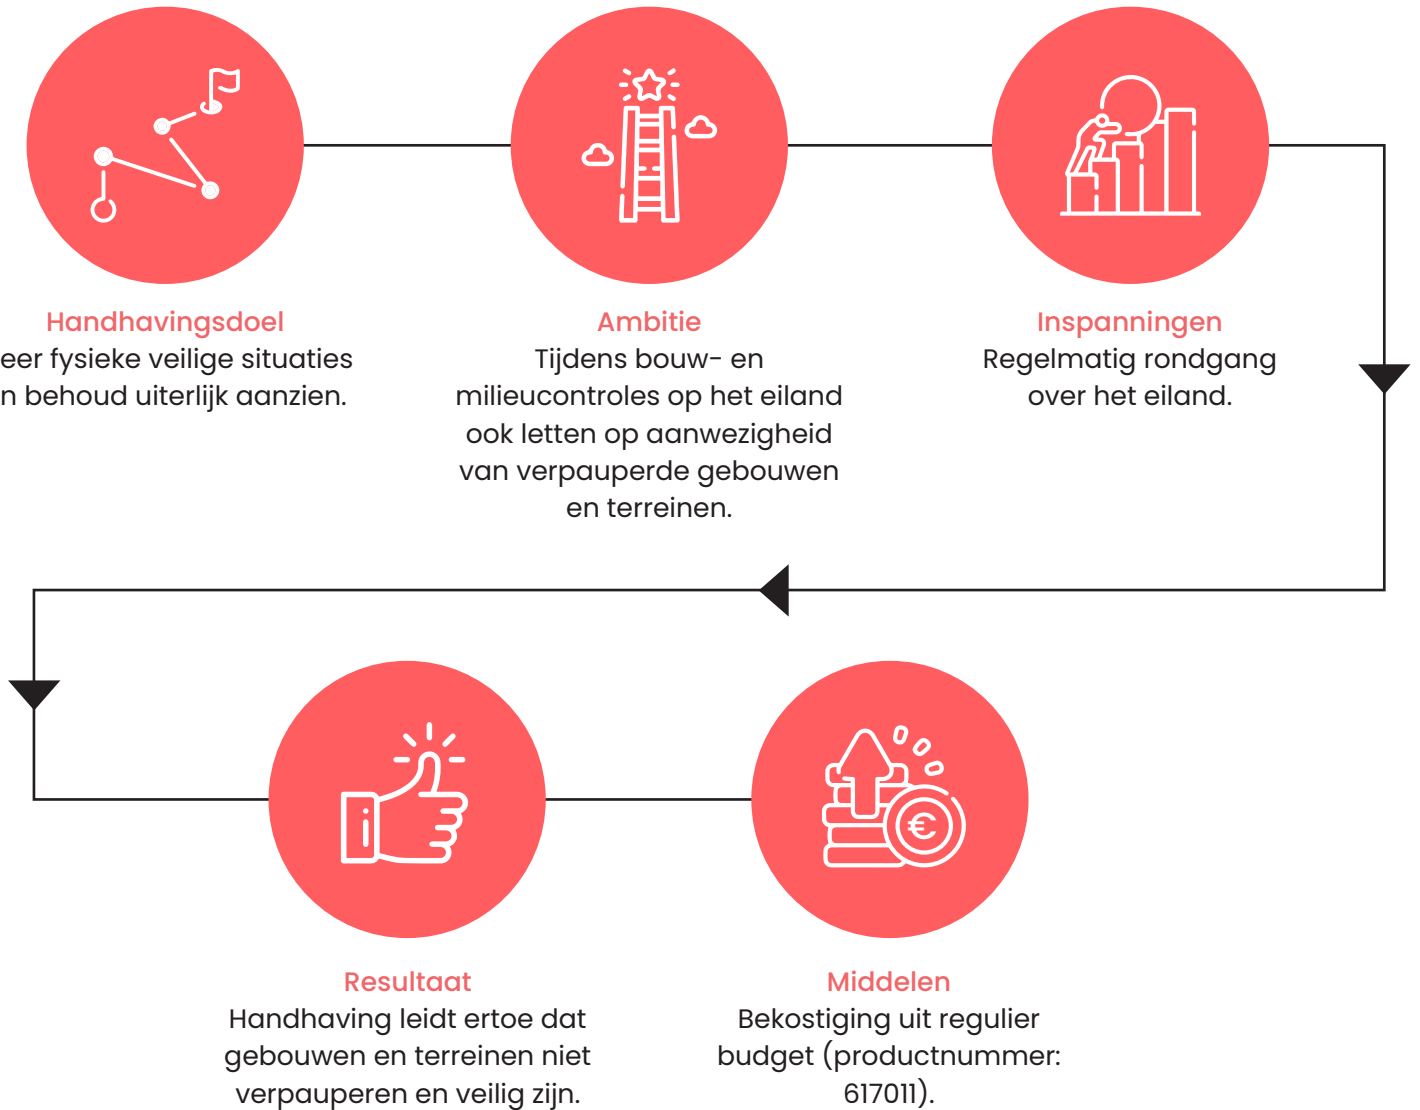 Handhavingsdoel
eer fysieke veilige situaties
n behoud uiterlijk aanzien.
Ambitie
Tijdens bouw- en
milieucontroles op het eiland
ook letten op aanwezigheid
van verpauperde gebouwen
en terreinen.
Inspanningen
Regelmatig rondgang
over het eiland.
Resultaat
Handhaving leidt ertoe dat
gebouwen en terreinen niet
verpauperen en veilig zijn.
Middelen
Bekostiging uit regulier
budget (productnummer:
617011).